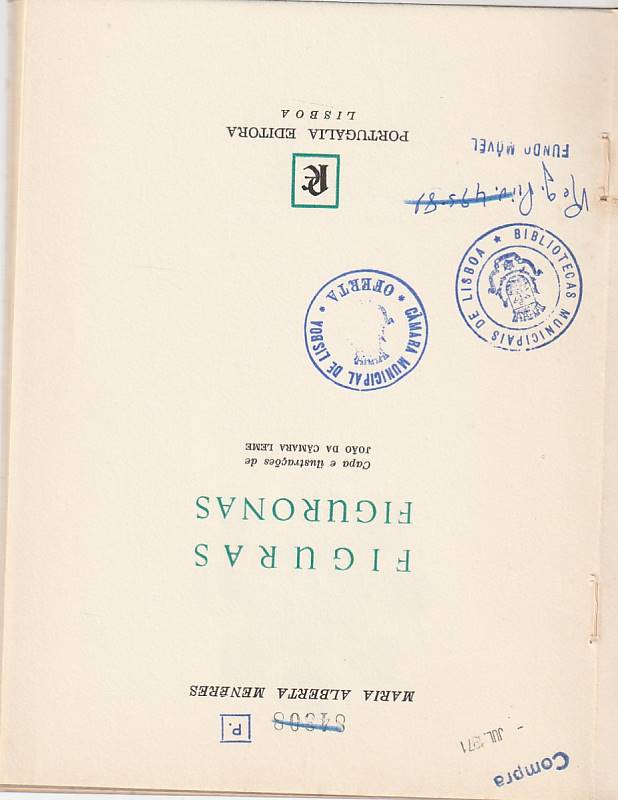 Compra
JUL. 1971
P.
MARIA ALBERTA MENÉRES
FIGURAS
FIGURONAS
Capa e ilustrações de
JOÃO DA CÂMARA LEME
CÂMARA MUNICIPAL DE LISBOA
OFERTA
BIBLIOTECAS MUNICIPAIS DE LISBOA
FUNDO MÓVEL
PORTUGÁLIA EDITORA
LISBOA